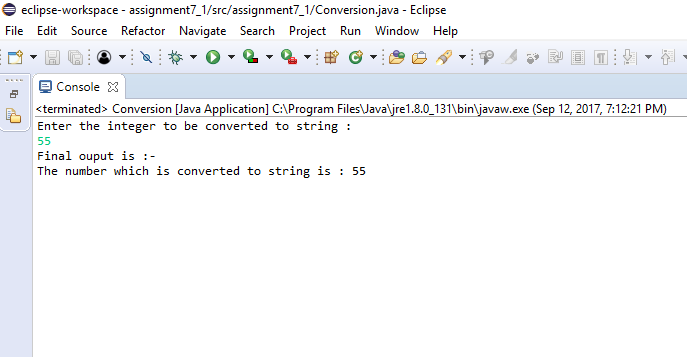 eclipse-workspace - assignment7_1/src/assignment7_1/Conversion.java - Eclipse
File Edit Source Refactor Navigate Search Project Run Window Help
Console
<terminated> Conversion [Java Application] C:\Program Files\Java\jre1.8.0_131\bin\javaw.exe (Sep 12, 2017, 7:12:21 PM)
Enter the integer to be converted to string :
55
Final ouput is :-
The number which is converted to string is : 55